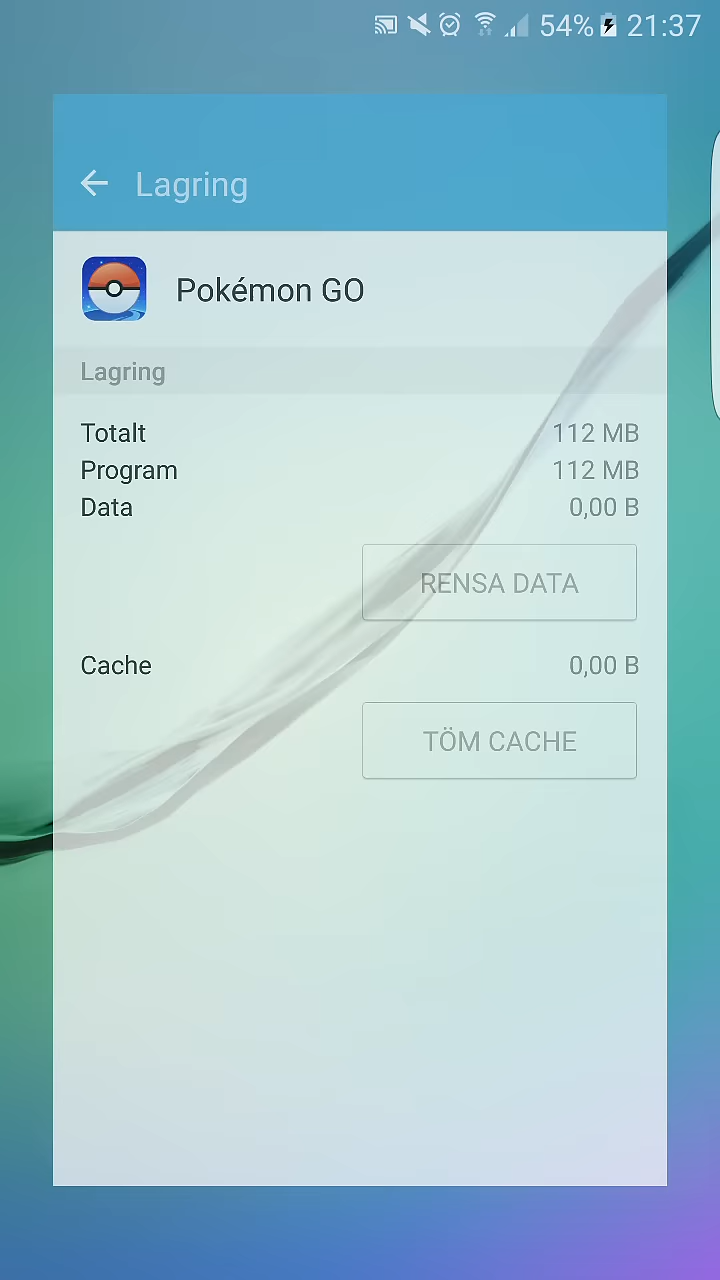 54% 21:37
Lagring
Pokémon GO
Lagring
Totalt 112 MB
Program 112 MB
Data 0,00 B
RENSA DATA
Cache 0,00 B
TÖM CACHE